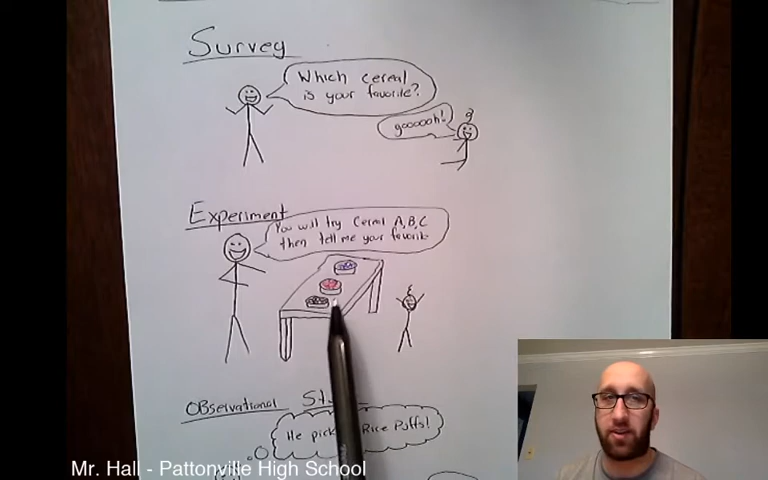 Survey
Which cereal
is your favorite?
goooooh!
Experiment
You will try Cereal A, B, C
then tell me your favorite
OBservational St
He pick Rice Puffs!
Mr. Hall - Pattonville High School